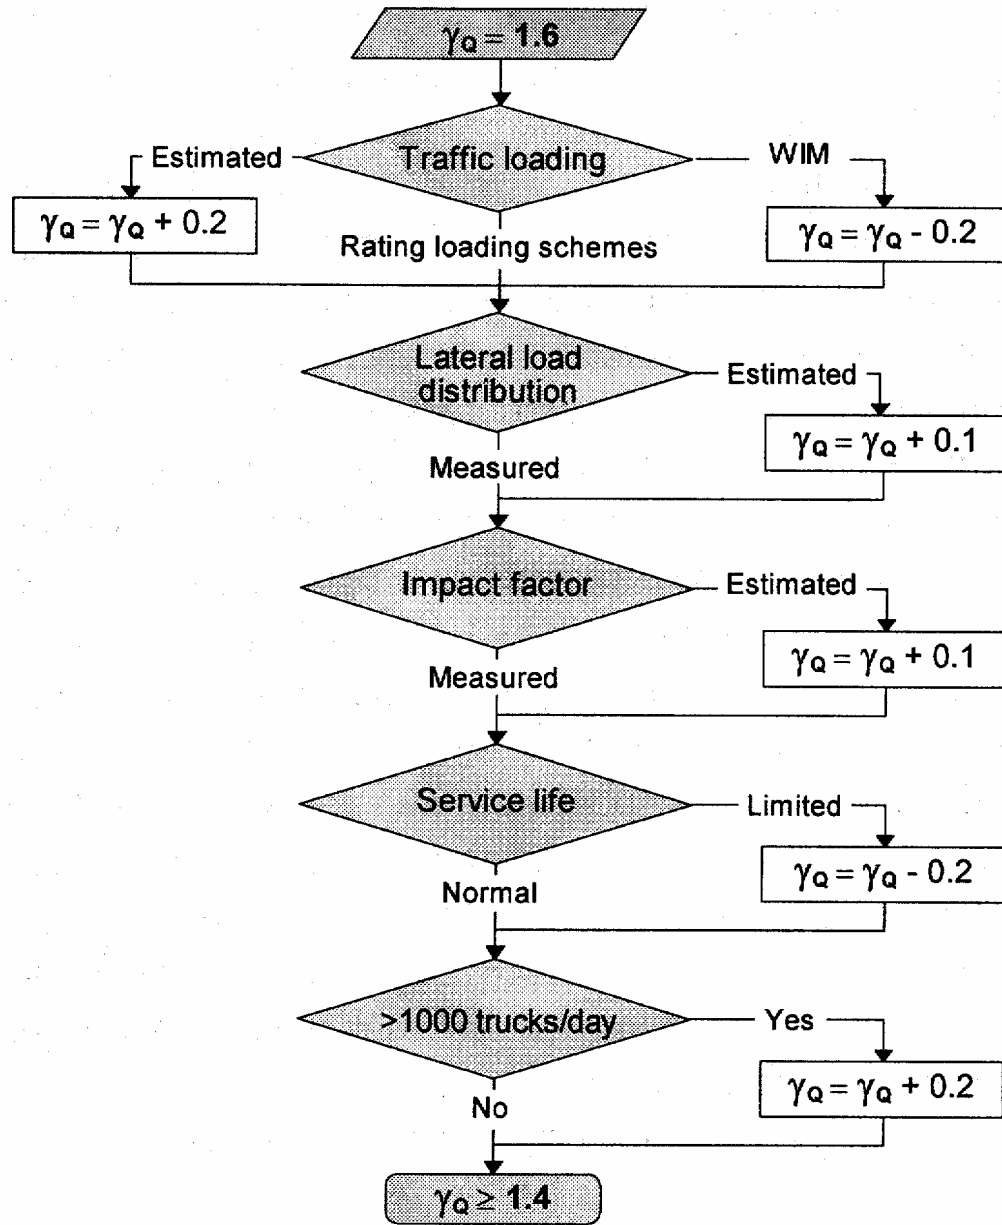 γQ = 1.6
Traffic loading
Estimated
WIM
γQ = γQ + 0.2
Rating loading schemes
γQ = γQ - 0.2
Lateral load
distribution
Estimated
γQ = γQ + 0.1
Measured
Impact factor
Estimated
γQ = γQ + 0.1
Measured
Service life
Limited
γQ = γQ - 0.2
Normal
>1000 trucks/day
Yes
γQ = γQ + 0.2
No
γQ ≥ 1.4